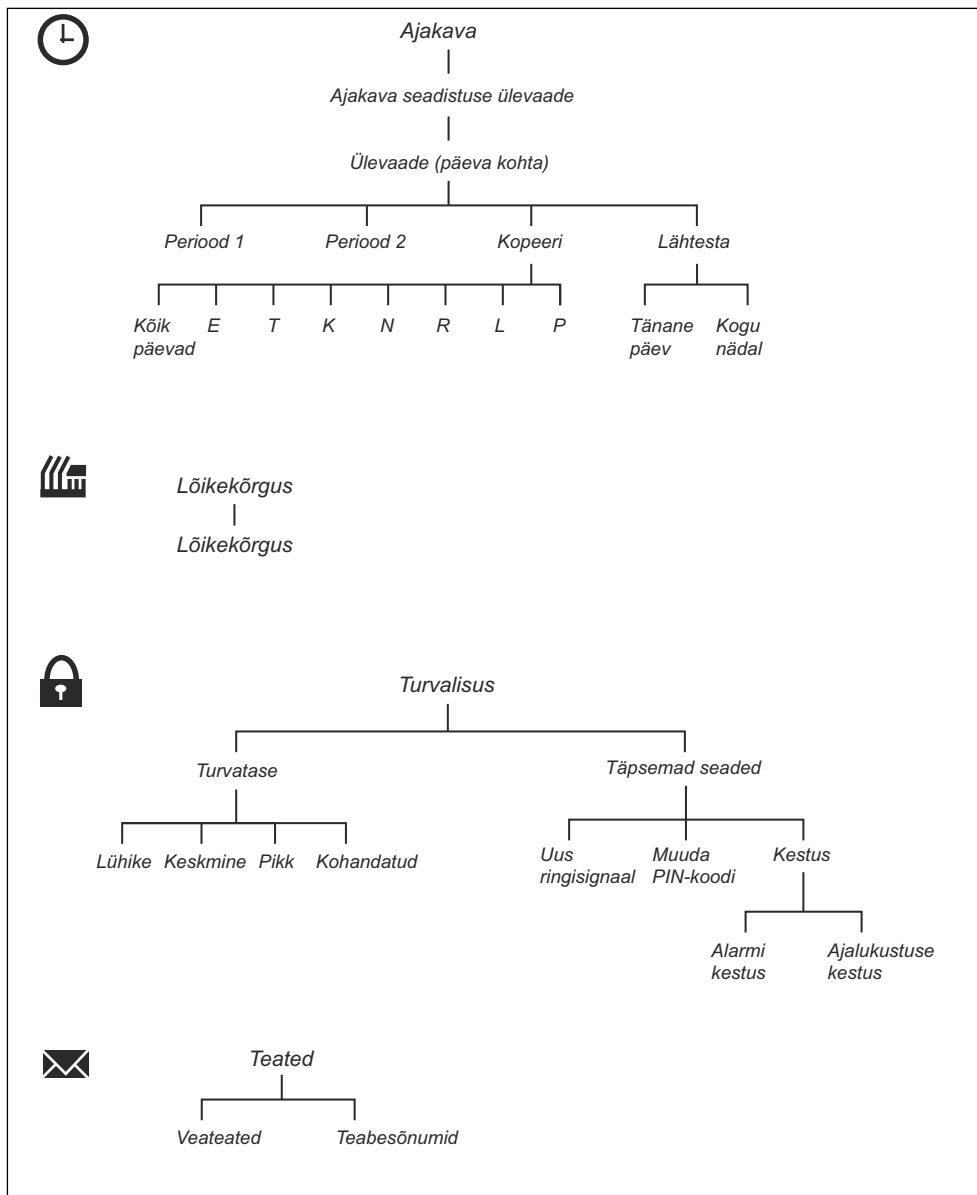 Ajakava
Ajakava seadistuse ülevaade
Ülevaade (päeva kohta)
Periood 1 Periood 2 Kopeeri Lähtesta
Kõik päevad E T K N R L P Tänane päev Kogu nädal
Lõikekõrgus
Lõikekõrgus
Turvalisus
Turvatase Täpsemad seaded
Lühike Keskmine Pikk Kohandatud Uus ringisignaal Muuda PIN-koodi Kestus
Alarmi kestus Ajalukustuse kestus
Teated
Veateated Teabesõnumid